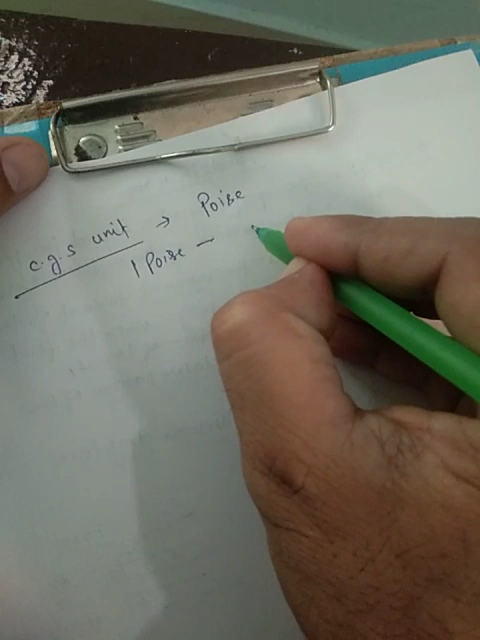 c.g.s unit → Poise
1 Poise –